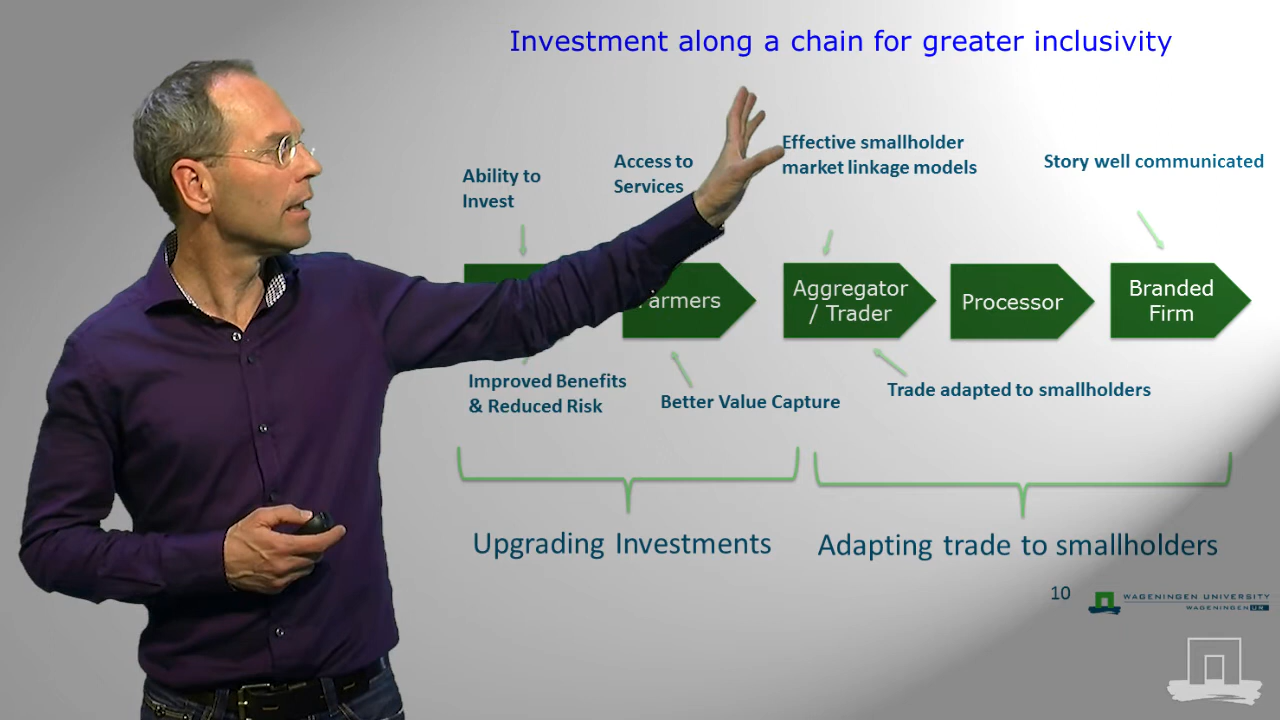 Investment along a chain for greater inclusivity
Ability to
Invest
Access to
Services
Effective smallholder
market linkage models
Story well communicated
armers
Aggregator
/ Trader
Processor
Branded
Firm
Improved Benefits
& Reduced Risk
Better Value Capture
Trade adapted to smallholders
Upgrading Investments
Adapting trade to smallholders
10
WAGENINGEN UNIVERSITY
WAGENINGEN UR